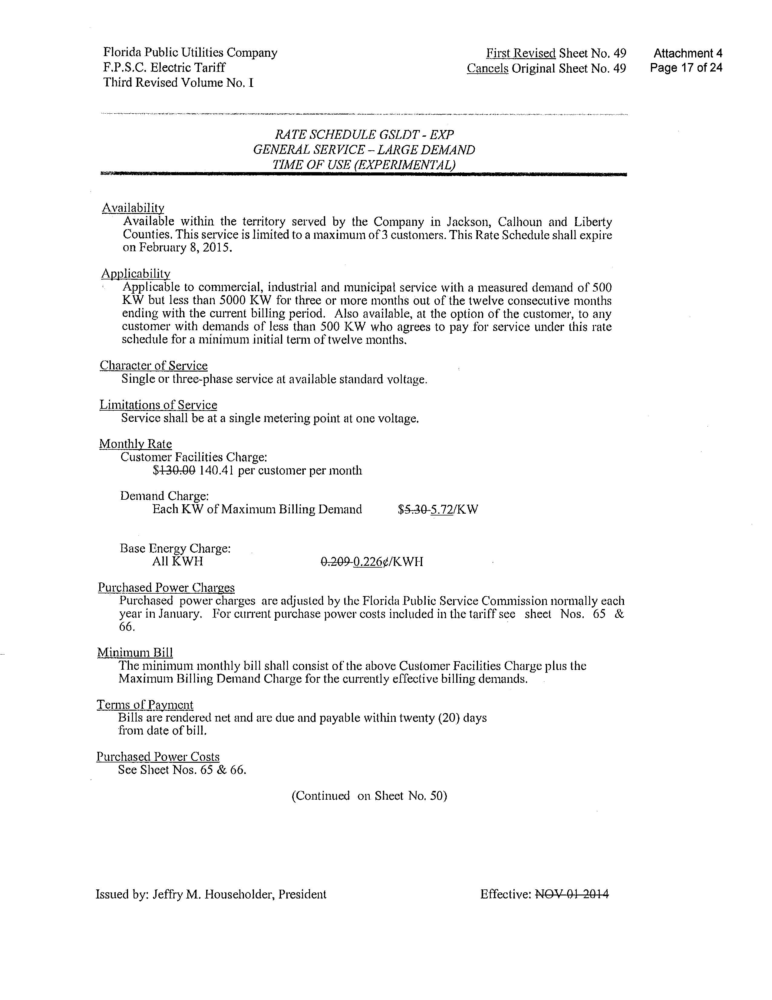 Florida Public Utilities Company
F.P.S.C. Electric Tariff
Third Revised Volume No. I
First Revised Sheet No. 49
Cancels Original Sheet No. 49
Attachment 4
Page 17 of 24
RATE SCHEDULE GSLDT - EXP
GENERAL SERVICE – LARGE DEMAND
TIME OF USE (EXPERIMENTAL)
Availability
Available within the territory served by the Company in Jackson, Calhoun and Liberty
Counties. This service is limited to a maximum of 3 customers. This Rate Schedule shall expire
on February 8, 2015.
Applicability
Applicable to commercial, industrial and municipal service with a measured demand of 500
KW but less than 5000 KW for three or more months out of the twelve consecutive months
ending with the current billing period. Also available, at the option of the customer, to any
customer with demands of less than 500 KW who agrees to pay for service under this rate
schedule for a minimum initial term of twelve months.
Character of Service
Single or three-phase service at available standard voltage.
Limitations of Service
Service shall be at a single metering point at one voltage.
Monthly Rate
Customer Facilities Charge:
$130.00 140.41 per customer per month
Demand Charge:
Each KW of Maximum Billing Demand $5.30 5.72/KW
Base Energy Charge:
All KWH 0.209 0.226¢/KWH
Purchased Power Charges
Purchased power charges are adjusted by the Florida Public Service Commission normally each
year in January. For current purchase power costs included in the tariff see sheet Nos. 65 &
66.
Minimum Bill
The minimum monthly bill shall consist of the above Customer Facilities Charge plus the
Maximum Billing Demand Charge for the currently effective billing demands.
Terms of Payment
Bills are rendered net and are due and payable within twenty (20) days
from date of bill.
Purchased Power Costs
See Sheet Nos. 65 & 66.
(Continued on Sheet No. 50)
Issued by: Jeffry M. Householder, President
Effective: NOV 01 2014